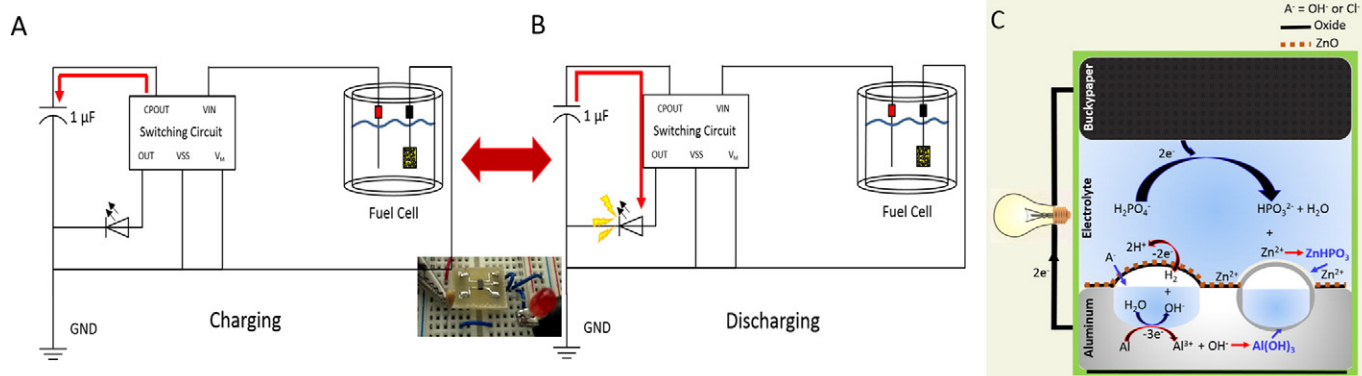 A
1 µF
CPOUT VIN
Switching Circuit
OUT VSS VM
Fuel Cell
GND
Charging
B
1 µF
CPOUT VIN
Switching Circuit
OUT VSS VM
Fuel Cell
GND
Discharging
C
A⁻ = OH⁻ or Cl⁻
Oxide
ZnO
Buckypaper
Electrolyte
Aluminum
2e⁻
2e⁻
H₂PO₄⁻
HPO₃²⁻ + H₂O
+
Zn²⁺ ZnHPO₃
2H⁺
-2e⁻
A⁻
H₂
Zn²⁺
Zn²⁺
+
H₂O
OH⁻
-3e⁻
Al
Al³⁺ + OH⁻ Al(OH)₃